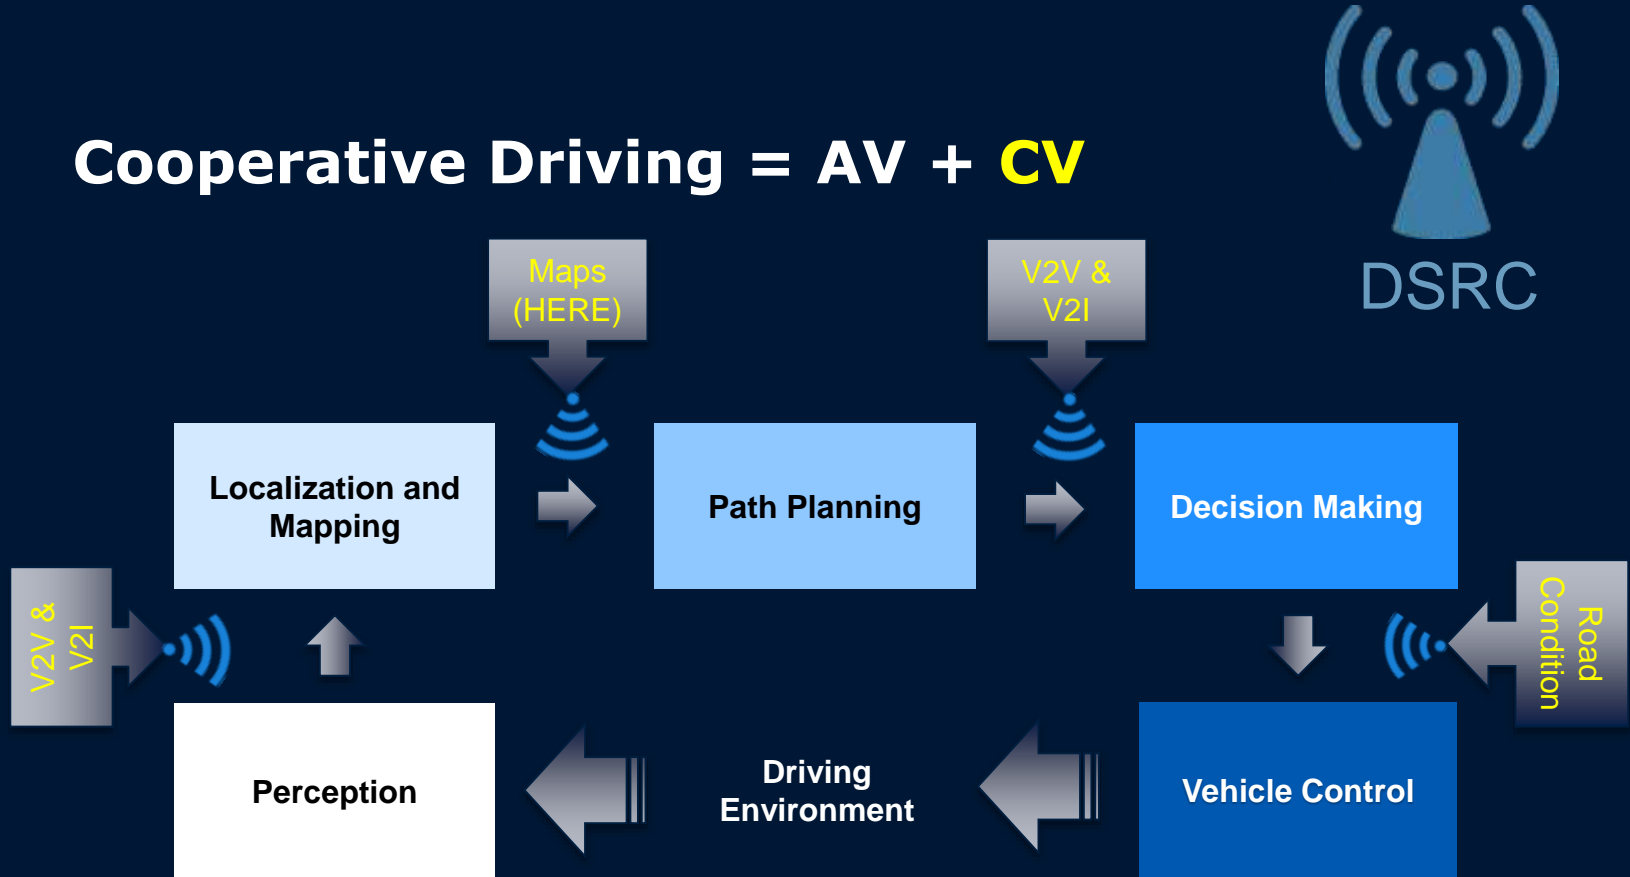 Cooperative Driving = AV + CV
DSRC
Maps
(HERE)
V2V &
V2I
Localization and
Mapping
Path Planning
Decision Making
V2V &
V2I
Road
Condition
Perception
Driving
Environment
Vehicle Control